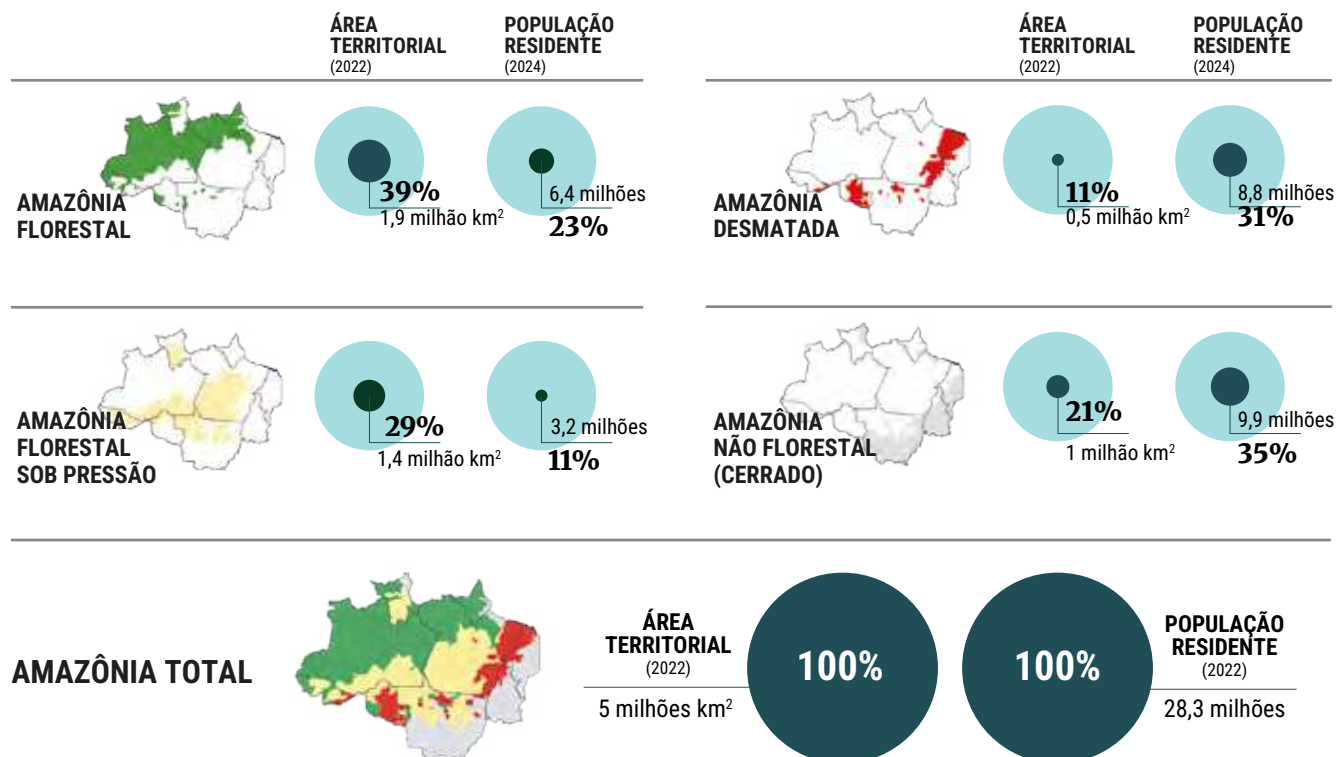 ÁREA
TERRITORIAL
(2022)
POPULAÇÃO
RESIDENTE
(2024)
ÁREA
TERRITORIAL
(2022)
POPULAÇÃO
RESIDENTE
(2024)
AMAZÔNIA
FLORESTAL
39%
1,9 milhão km²
6,4 milhões
23%
AMAZÔNIA
DESMATADA
11%
0,5 milhão km²
8,8 milhões
31%
AMAZÔNIA
FLORESTAL
SOB PRESSÃO
29%
1,4 milhão km²
3,2 milhões
11%
AMAZÔNIA
NÃO FLORESTAL
(CERRADO)
21%
1 milhão km²
9,9 milhões
35%
AMAZÔNIA TOTAL
ÁREA
TERRITORIAL
(2022)
5 milhões km²
100%
100%
POPULAÇÃO
RESIDENTE
(2022)
28,3 milhões